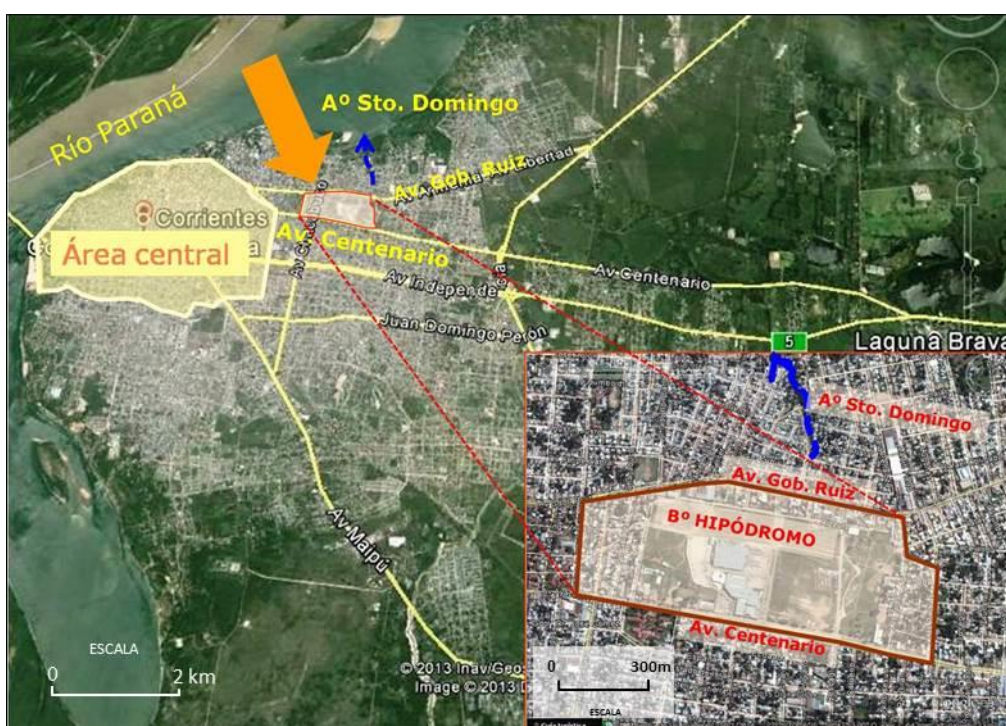 Río Paraná
Aº Sto. Domingo
Av. Gob. Ruiz
Corrientes
Área central
Av. Centenario
Av Centenario
Av Independe
Juan Domingo Perón
5
Laguna Brava
Av Maipú
Aº Sto. Domingo
Av. Gob. Ruiz
Bº HIPÓDROMO
Av. Centenario
ESCALA
0 2 km
0 300m
ESCALA
© 2013 Inav/Geo
Image © 2013 D